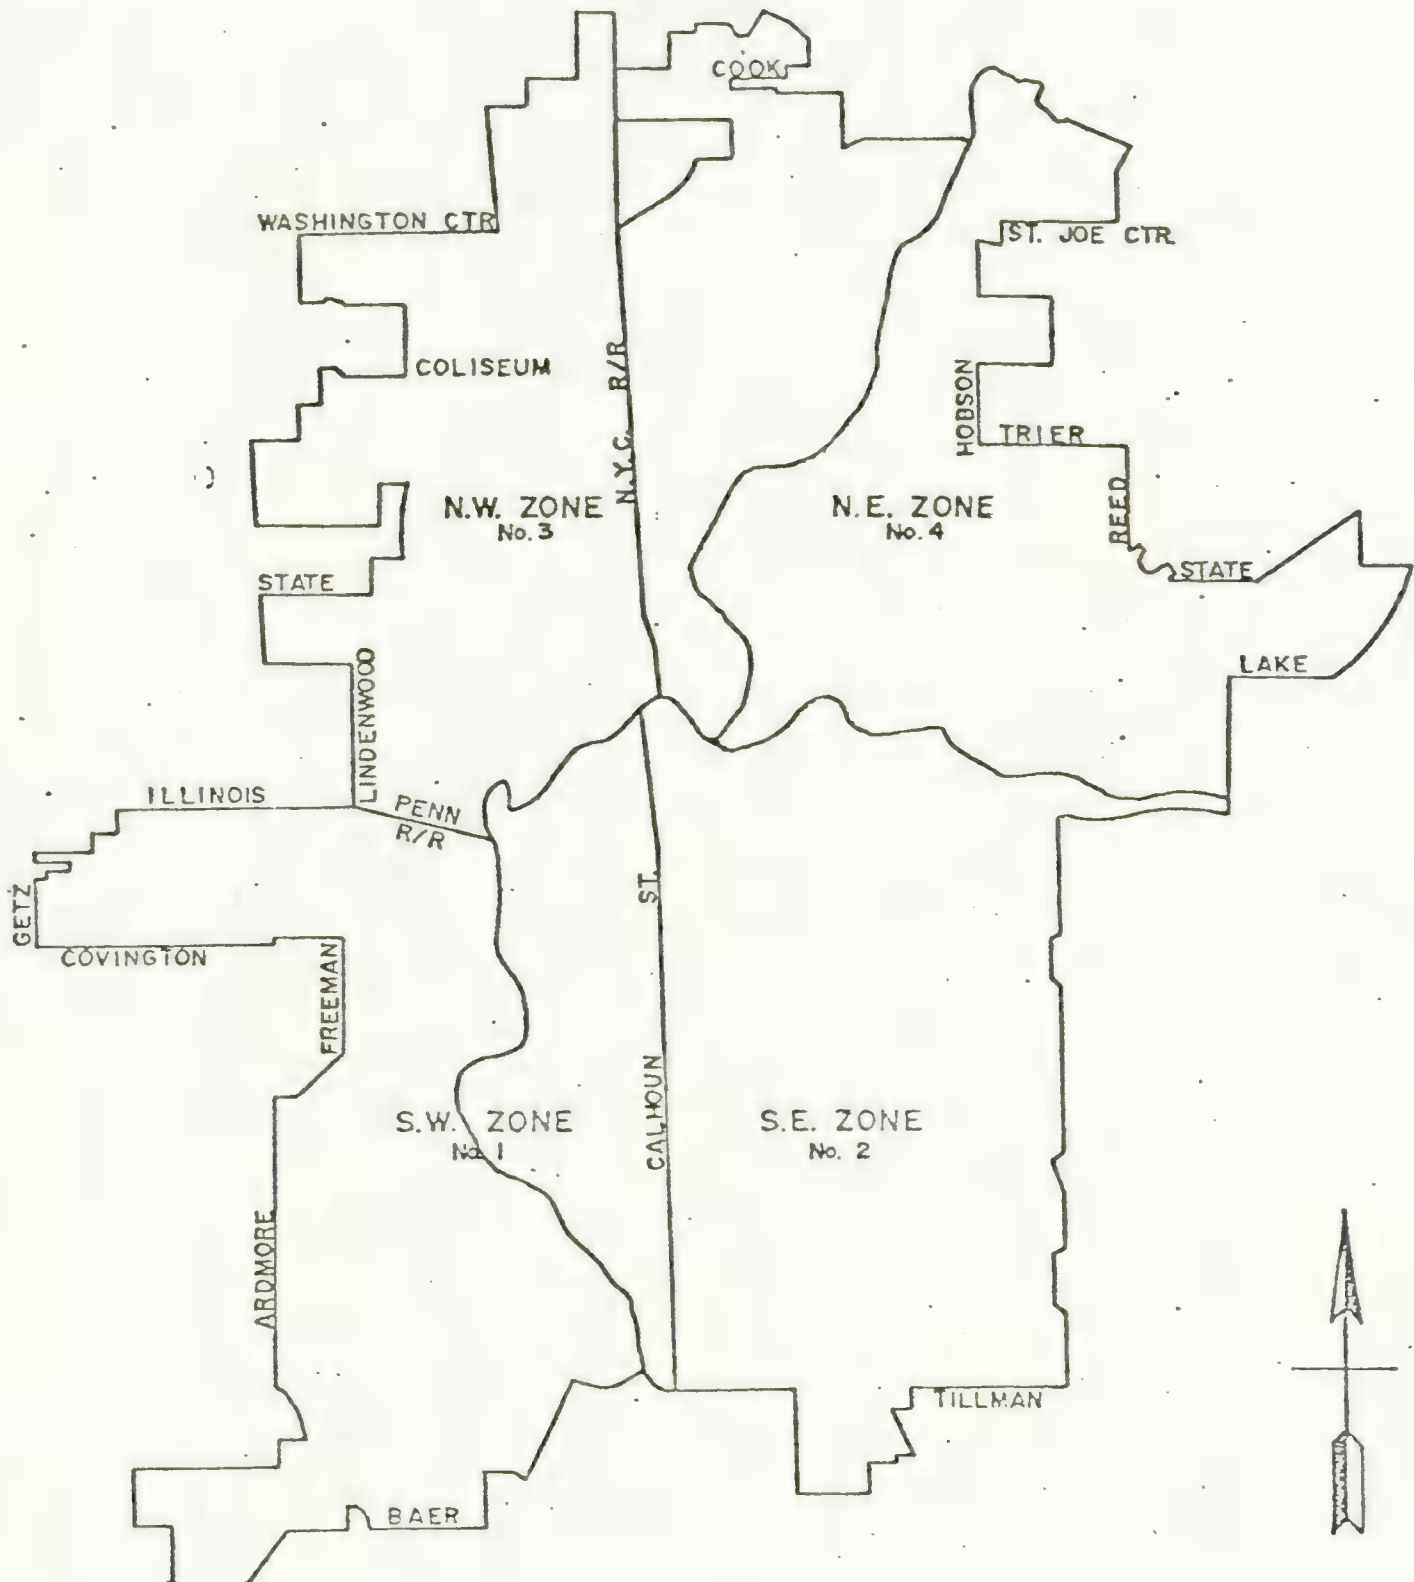 COOK
WASHINGTON CTR
ST. JOE CTR.
COLISEUM
N.Y.C. R/R
HOBSON
TRIER
REED
N.W. ZONE
No. 3
N.E. ZONE
No. 4
STATE
STATE
LINDENWOOD
LAKE
ILLINOIS
PENN
R/R
GETZ
COVINGTON
FREEMAN
CALHOUN ST.
S.W. ZONE
No. 1
S.E. ZONE
No. 2
ARDMORE
TILLMAN
BAER